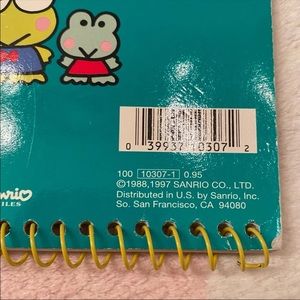 0 39937 10307 2
100 10307-1 0.95
©1988,1997 SANRIO CO., LTD.
Distributed in U.S. by Sanrio, Inc.
So. San Francisco, CA 94080